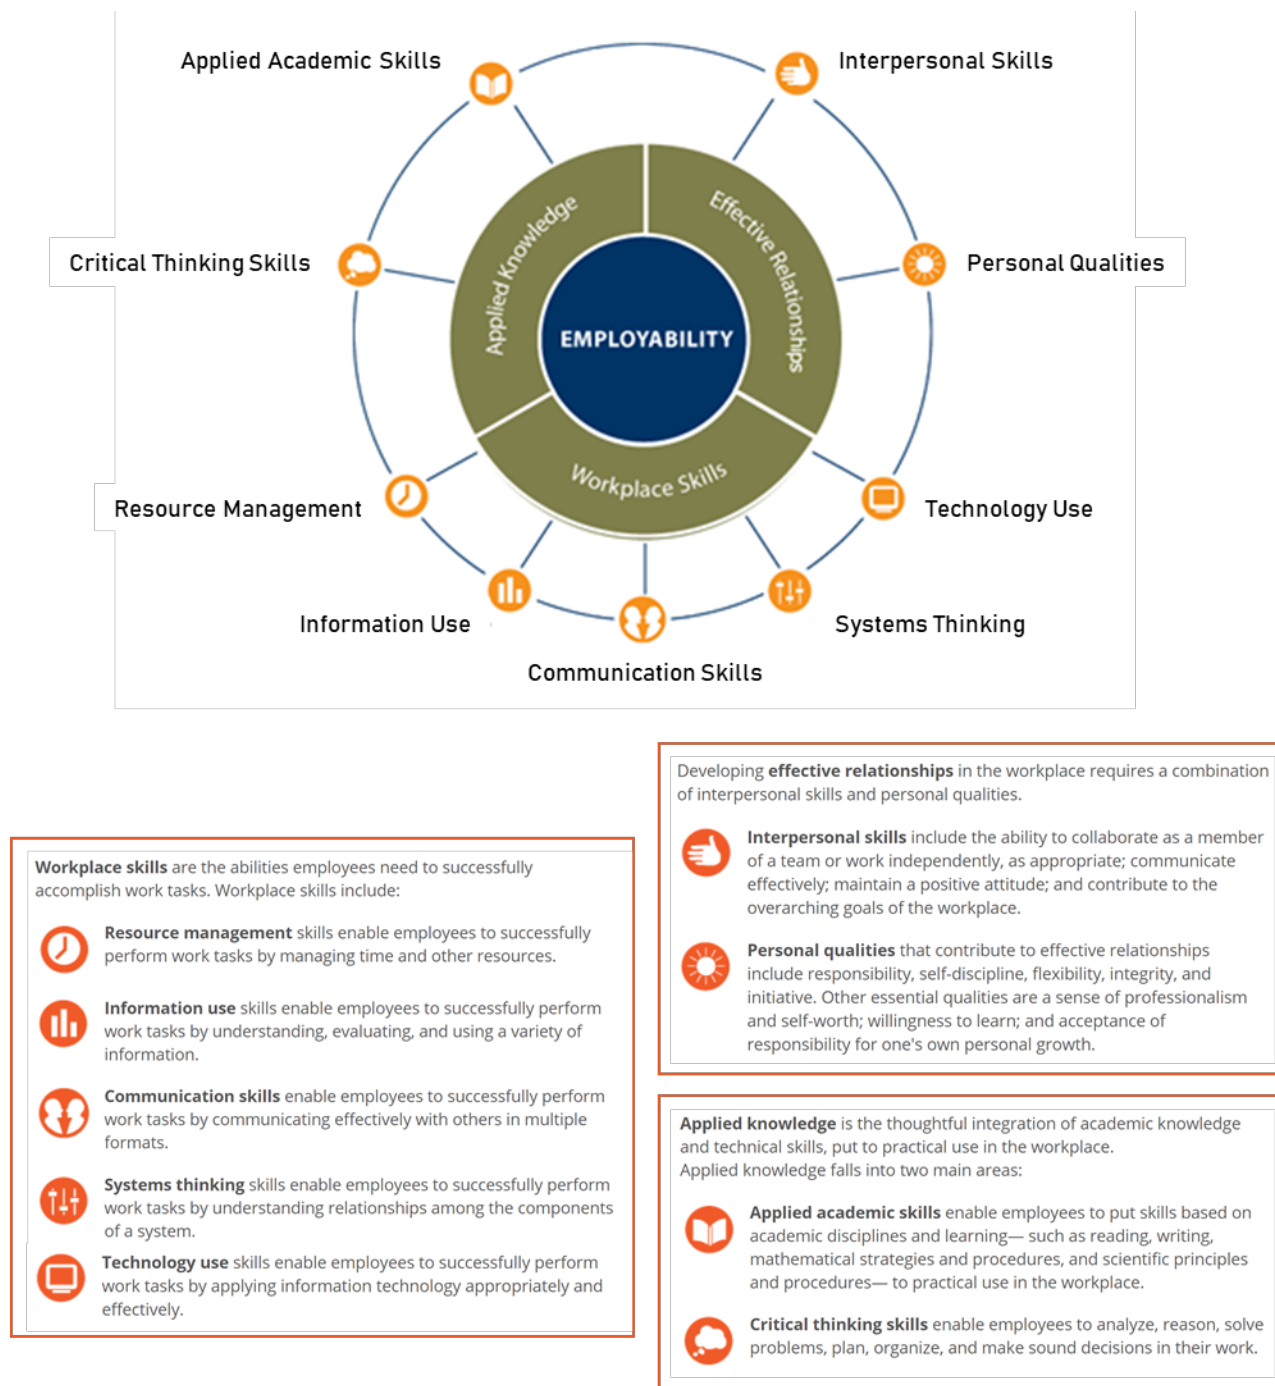 Applied Academic Skills
Interpersonal Skills
Applied Knowledge
Effective Relationships
Critical Thinking Skills
Personal Qualities
EMPLOYABILITY
Workplace Skills
Resource Management
Technology Use
Information Use
Systems Thinking
Communication Skills
Developing effective relationships in the workplace requires a combination
of interpersonal skills and personal qualities.
Interpersonal skills include the ability to collaborate as a member
of a team or work independently, as appropriate; communicate
effectively; maintain a positive attitude; and contribute to the
overarching goals of the workplace.
Personal qualities that contribute to effective relationships
include responsibility, self-discipline, flexibility, integrity, and
initiative. Other essential qualities are a sense of professionalism
and self-worth; willingness to learn; and acceptance of
responsibility for one's own personal growth.
Workplace skills are the abilities employees need to successfully
accomplish work tasks. Workplace skills include:
Resource management skills enable employees to successfully
perform work tasks by managing time and other resources.
Information use skills enable employees to successfully perform
work tasks by understanding, evaluating, and using a variety of
information.
Communication skills enable employees to successfully perform
work tasks by communicating effectively with others in multiple
formats.
Systems thinking skills enable employees to successfully perform
work tasks by understanding relationships among the components
of a system.
Technology use skills enable employees to successfully perform
work tasks by applying information technology appropriately and
effectively.
Applied knowledge is the thoughtful integration of academic knowledge
and technical skills, put to practical use in the workplace.
Applied knowledge falls into two main areas:
Applied academic skills enable employees to put skills based on
academic disciplines and learning— such as reading, writing,
mathematical strategies and procedures, and scientific principles
and procedures— to practical use in the workplace.
Critical thinking skills enable employees to analyze, reason, solve
problems, plan, organize, and make sound decisions in their work.